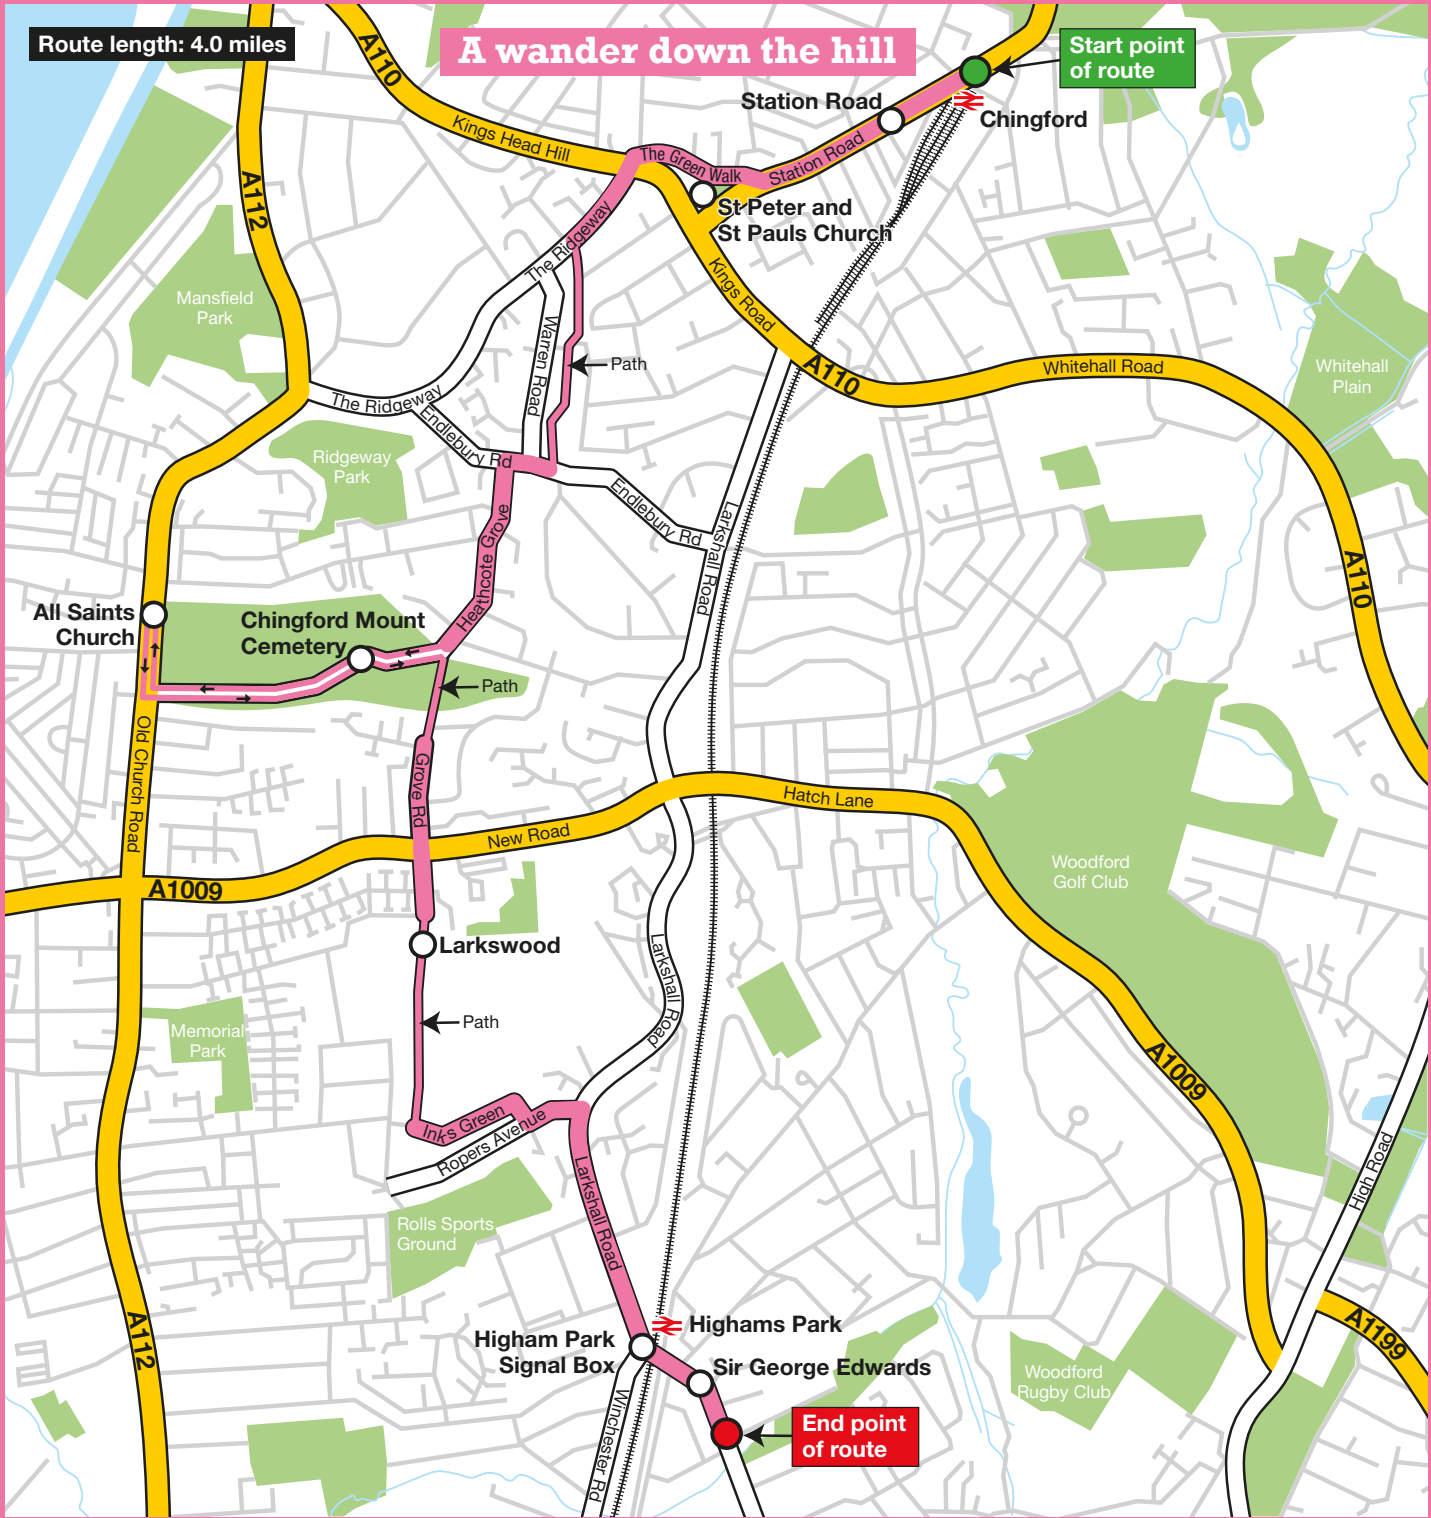 Route length: 4.0 miles
A wander down the hill
Start point
of route
A110
Station Road
Chingford
Kings Head Hill
The Green Walk
Station Road
A112
St Peter and
St Pauls Church
The Ridgeway
Kings Road
Mansfield
Park
Warren Road
Path
A110
Whitehall Road
Whitehall
Plain
The Ridgeway
Endlebury Rd
Ridgeway
Park
Endlebury Rd
Larkshall Road
Heathcote Grove
A110
All Saints
Church
Chingford Mount
Cemetery
Path
Old Church Road
Grove Rd
New Road
Hatch Lane
A1009
Woodford
Golf Club
Larkswood
Larkshall Road
Memorial
Park
Path
A1009
Inks Green
Ropers Avenue
High Road
Larkshall Road
Rolls Sports
Ground
A112
Highams Park
Higham Park
Signal Box
Sir George Edwards
A1199
Woodford
Rugby Club
Winchester Rd
End point
of route